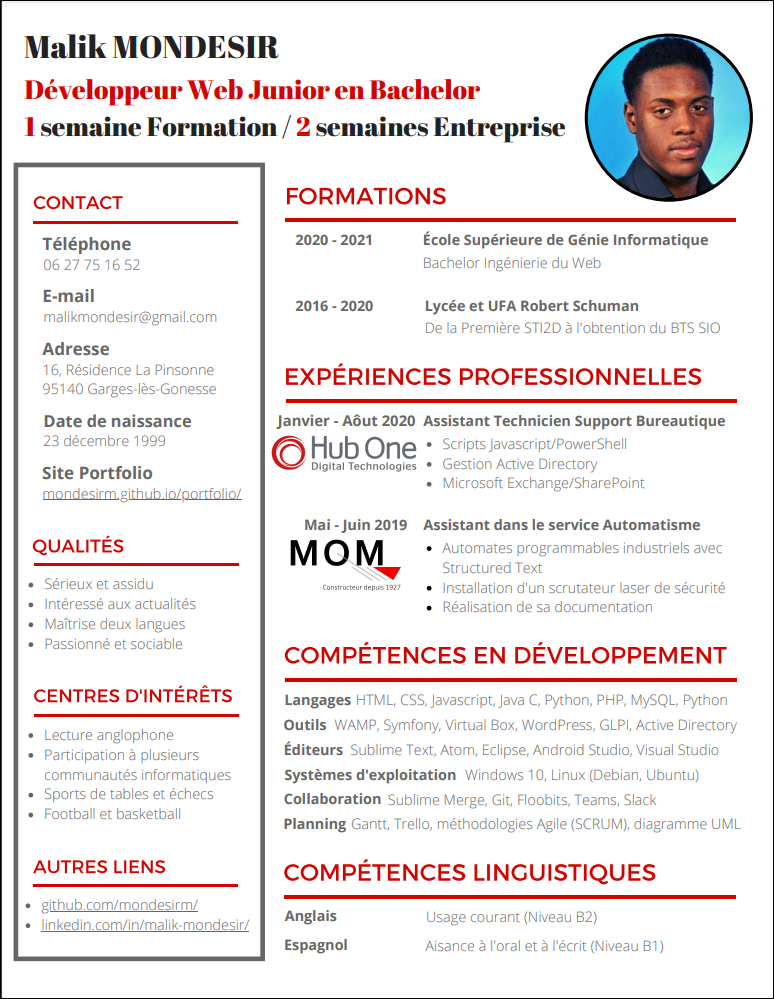 Malik MONDESIR
Développeur Web Junior en Bachelor
1 semaine Formation / 2 semaines Entreprise
CONTACT
Téléphone
06 27 75 16 52
E-mail
malikmondesir@gmail.com
Adresse
16, Résidence La Pinsonne
95140 Garges-lès-Gonesse
Date de naissance
23 décembre 1999
Site Portfolio
mondesirm.github.io/portfolio/
QUALITÉS
Sérieux et assidu
Intéressé aux actualités
Maîtrise deux langues
Passionné et sociable
CENTRES D'INTÉRÊTS
Lecture anglophone
Participation à plusieurs
communautés informatiques
Sports de tables et échecs
Football et basketball
AUTRES LIENS
github.com/mondesirm/
linkedin.com/in/malik-mondesir/
FORMATIONS
2020 - 2021 École Supérieure de Génie Informatique
Bachelor Ingénierie du Web
2016 - 2020 Lycée et UFA Robert Schuman
De la Première STI2D à l'obtention du BTS SIO
EXPÉRIENCES PROFESSIONNELLES
Janvier - Aôut 2020 Assistant Technicien Support Bureautique
Hub One
Digital Technologies
Scripts Javascript/PowerShell
Gestion Active Directory
Microsoft Exchange/SharePoint
Mai - Juin 2019 Assistant dans le service Automatisme
MOM
Constructeur depuis 1927
Automates programmables industriels avec
Structured Text
Installation d'un scrutateur laser de sécurité
Réalisation de sa documentation
COMPÉTENCES EN DÉVELOPPEMENT
Langages HTML, CSS, Javascript, Java C, Python, PHP, MySQL, Python
Outils WAMP, Symfony, Virtual Box, WordPress, GLPI, Active Directory
Éditeurs Sublime Text, Atom, Eclipse, Android Studio, Visual Studio
Systèmes d'exploitation Windows 10, Linux (Debian, Ubuntu)
Collaboration Sublime Merge, Git, Floobits, Teams, Slack
Planning Gantt, Trello, méthodologies Agile (SCRUM), diagramme UML
COMPÉTENCES LINGUISTIQUES
Anglais Usage courant (Niveau B2)
Espagnol Aisance à l'oral et à l'écrit (Niveau B1)